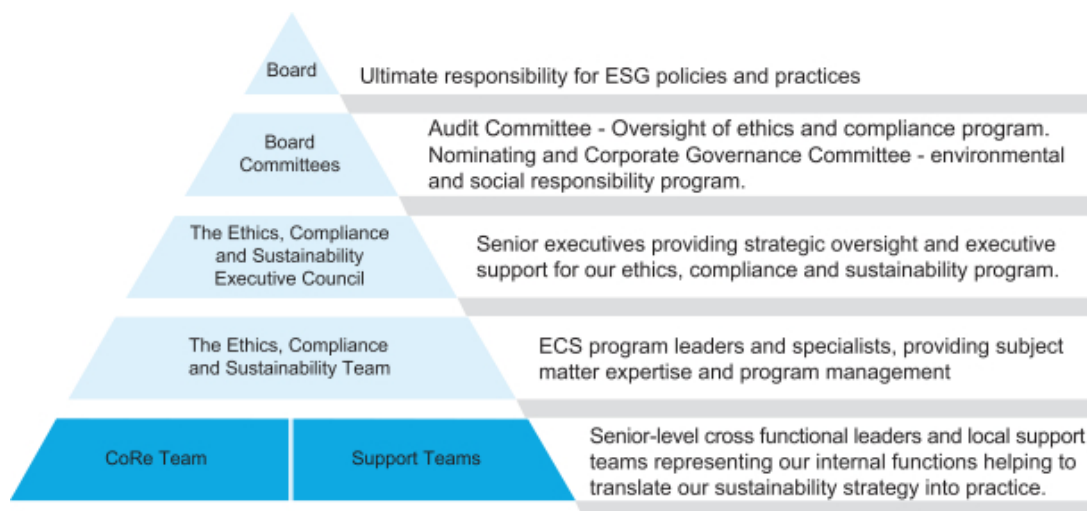 Board
Ultimate responsibility for ESG policies and practices
Board
Committees
Audit Committee - Oversight of ethics and compliance program.
Nominating and Corporate Governance Committee - environmental
and social responsibility program.
The Ethics, Compliance
and Sustainability
Executive Council
Senior executives providing strategic oversight and executive
support for our ethics, compliance and sustainability program.
The Ethics, Compliance
and Sustainability Team
ECS program leaders and specialists, providing subject
matter expertise and program management
CoRe Team
Support Teams
Senior-level cross functional leaders and local support
teams representing our internal functions helping to
translate our sustainability strategy into practice.